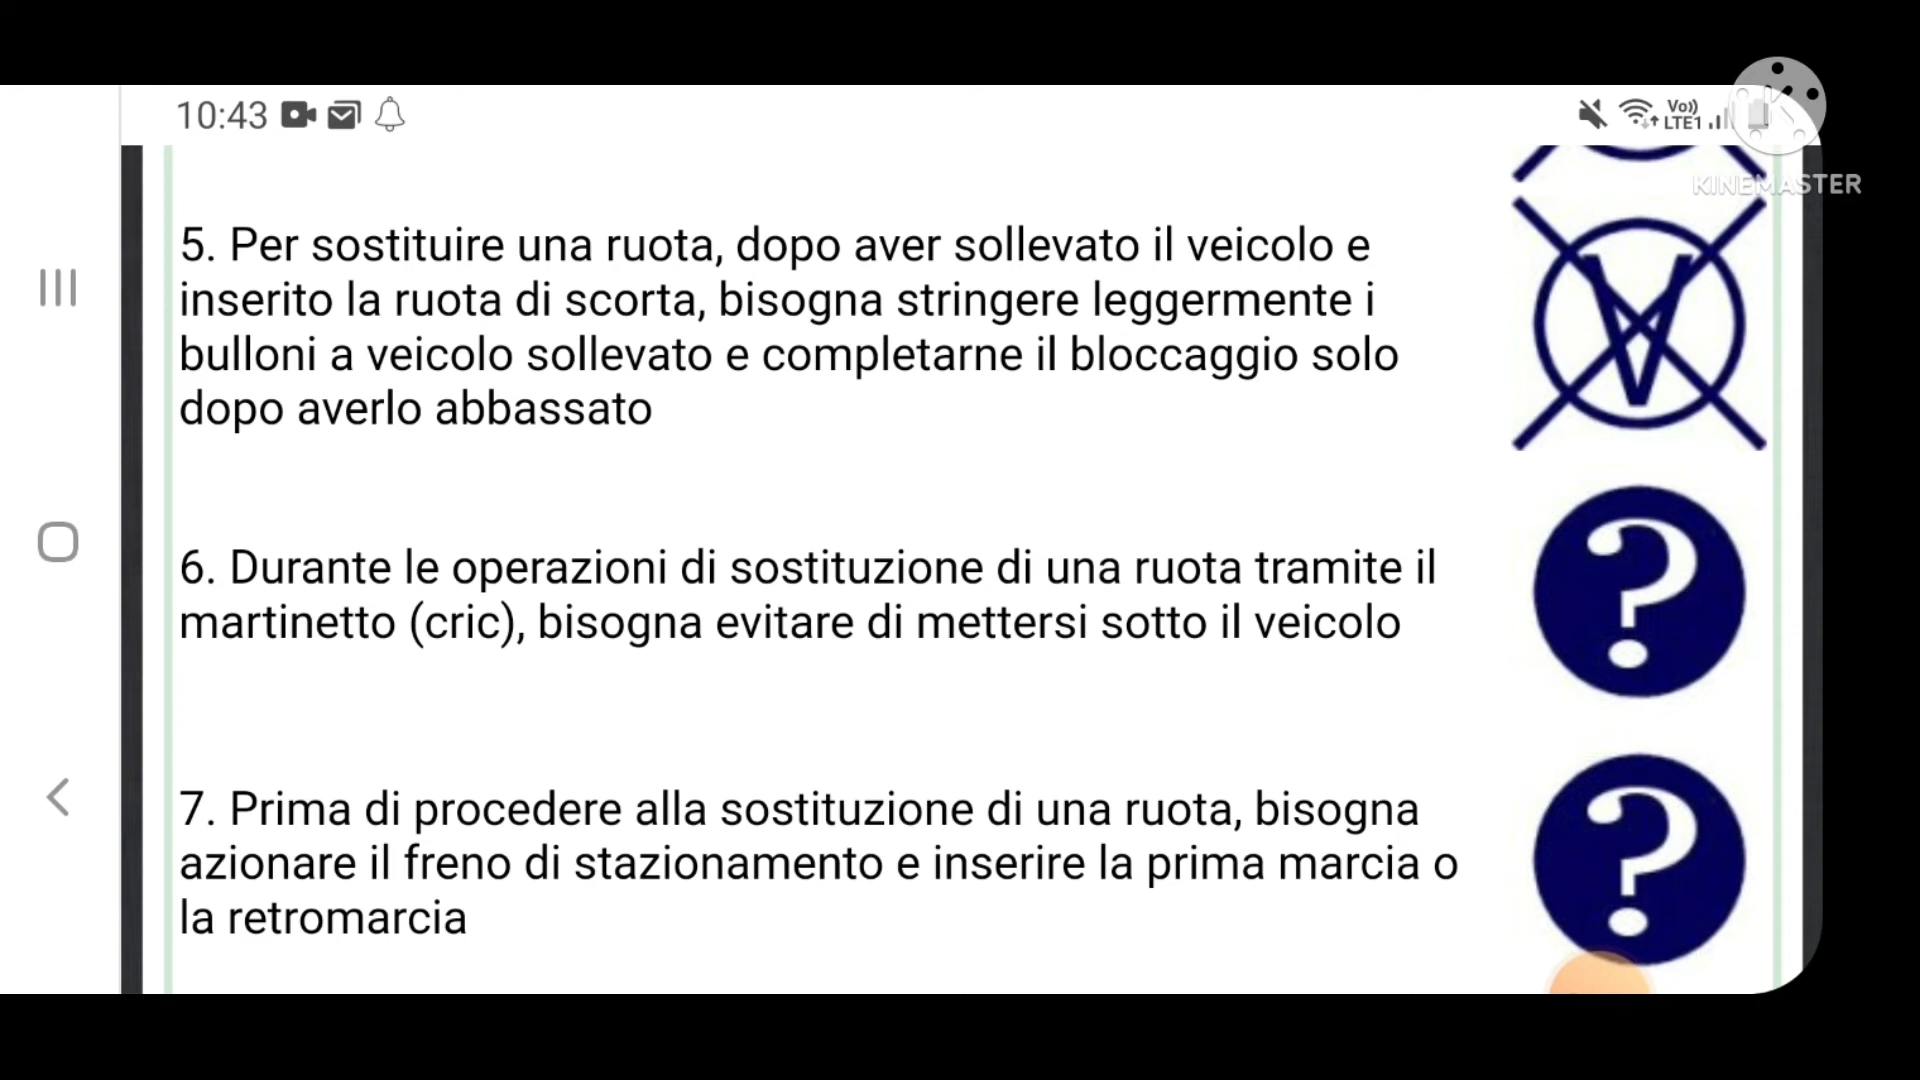 10:43
Vo))
LTE1
KINEMASTER
5. Per sostituire una ruota, dopo aver sollevato il veicolo e
inserito la ruota di scorta, bisogna stringere leggermente i
bulloni a veicolo sollevato e completarne il bloccaggio solo
dopo averlo abbassato
V
6. Durante le operazioni di sostituzione di una ruota tramite il
martinetto (cric), bisogna evitare di mettersi sotto il veicolo
?
7. Prima di procedere alla sostituzione di una ruota, bisogna
azionare il freno di stazionamento e inserire la prima marcia o
la retromarcia
?